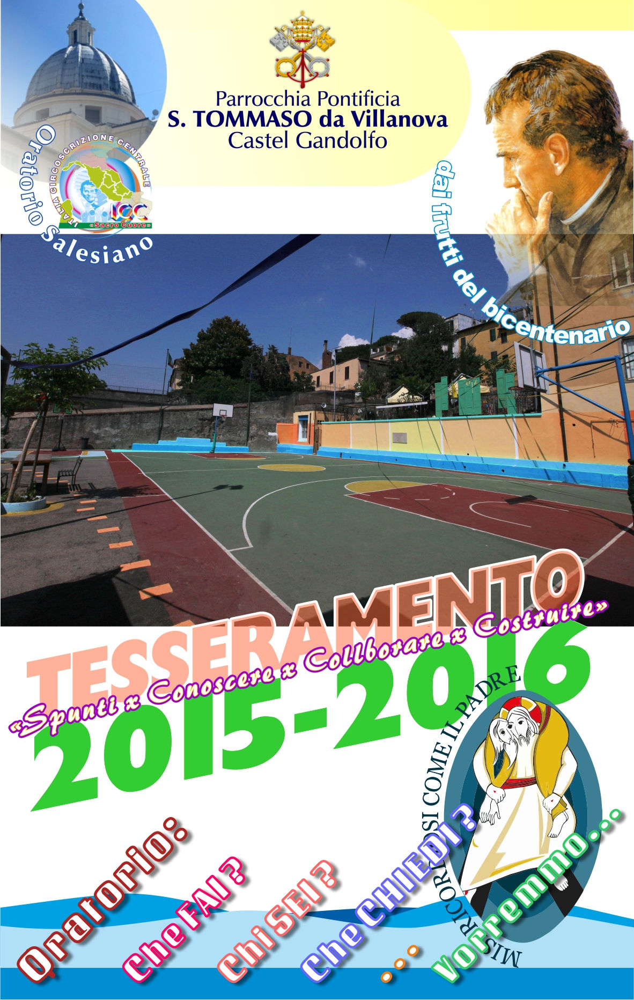 Parrocchia Pontificia
S. TOMMASO da Villanova
Castel Gandolfo
Oratorio Salesiano
ITALIA CIRCOSCRIZIONE CENTRALE
ICC
«Sacro Cuore»
dai frutti del bicentenario
TESSERAMENTO
«Spunti x Conoscere x Collborare x Costruire»
2015-2016
MISERICORDIOSI COME IL PADRE
Oratorio:
Che FAI?
Chi SEI?
Che CHIEDI?
...
Vorremmo...